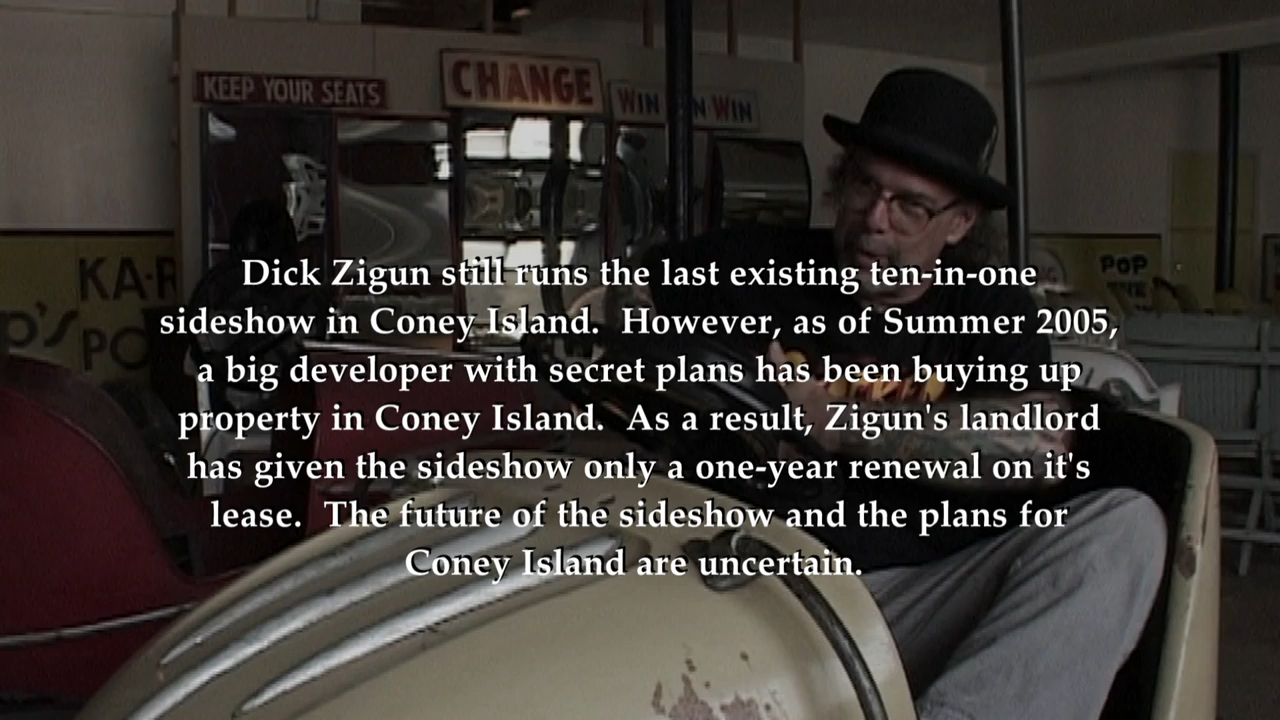 KEEP YOUR SEATS
CHANGE
WIN WIN
KA-R
POP
Dick Zigun still runs the last existing ten-in-one
sideshow in Coney Island.  However, as of Summer 2005,
a big developer with secret plans has been buying up
property in Coney Island.  As a result, Zigun's landlord
has given the sideshow only a one-year renewal on it's
lease.  The future of the sideshow and the plans for
Coney Island are uncertain.